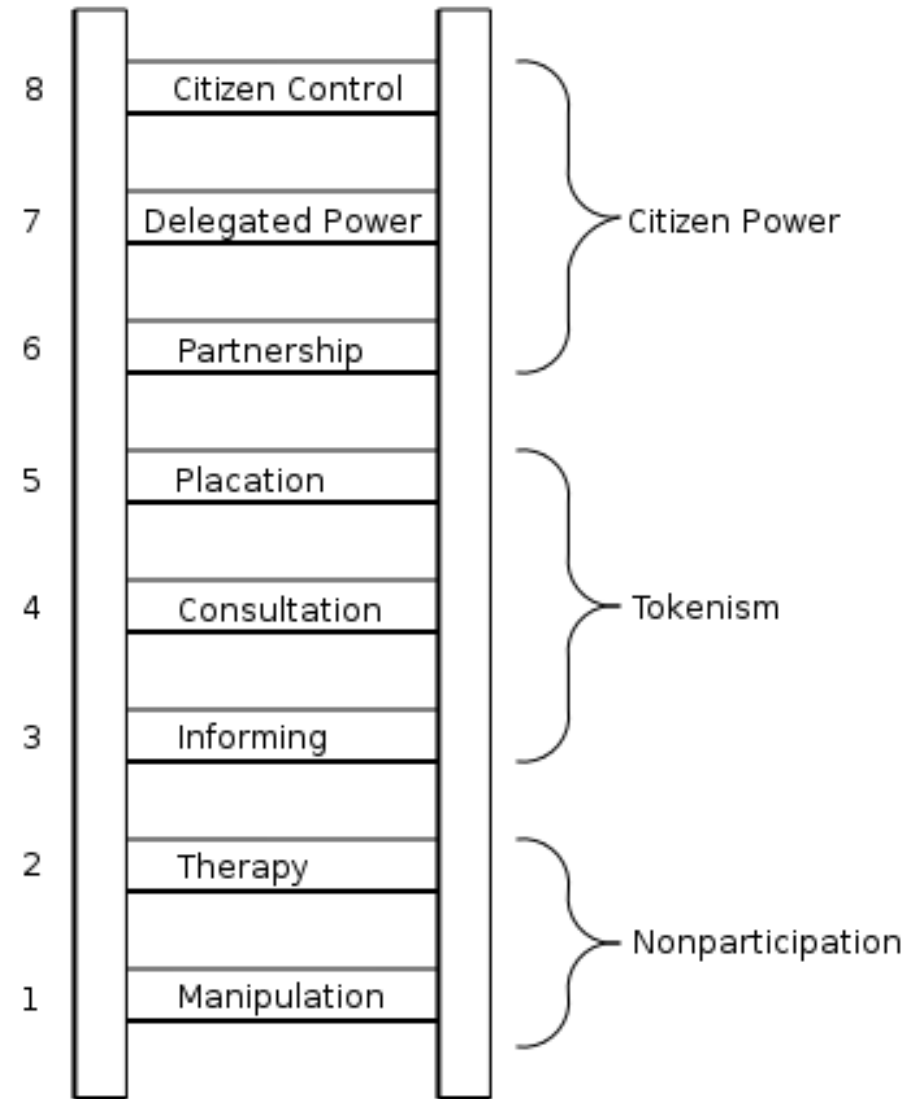 8 Citizen Control
7 Delegated Power Citizen Power
6 Partnership
5 Placation
4 Consultation Tokenism
3 Informing
2 Therapy
Nonparticipation
1 Manipulation